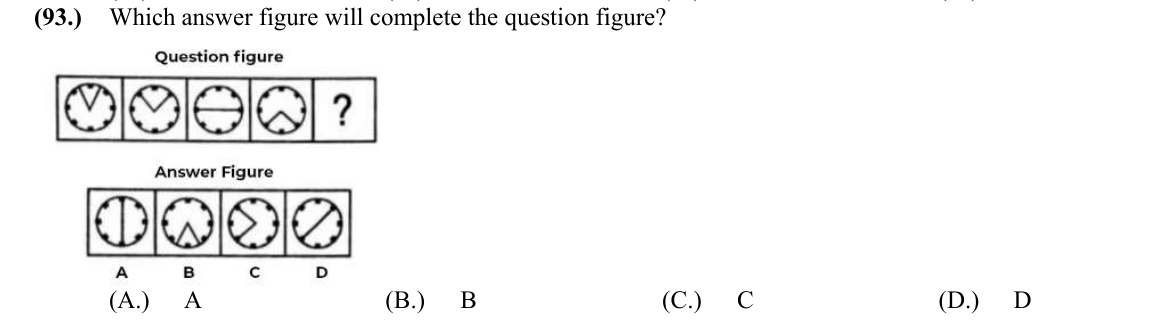 (93.) Which answer figure will complete the question figure?
Question figure
?
Answer Figure
A B C D
(A.) A (B.) B (C.) C (D.) D